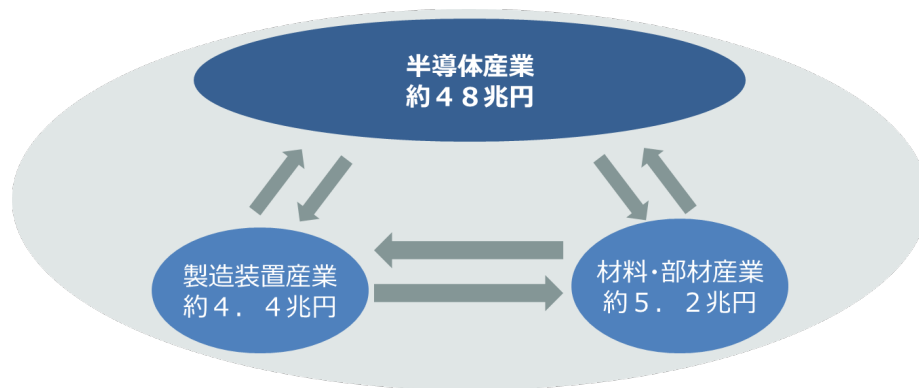 半導体産業
約４８兆円
製造装置産業
約４．４兆円
材料・部材産業
約５．２兆円